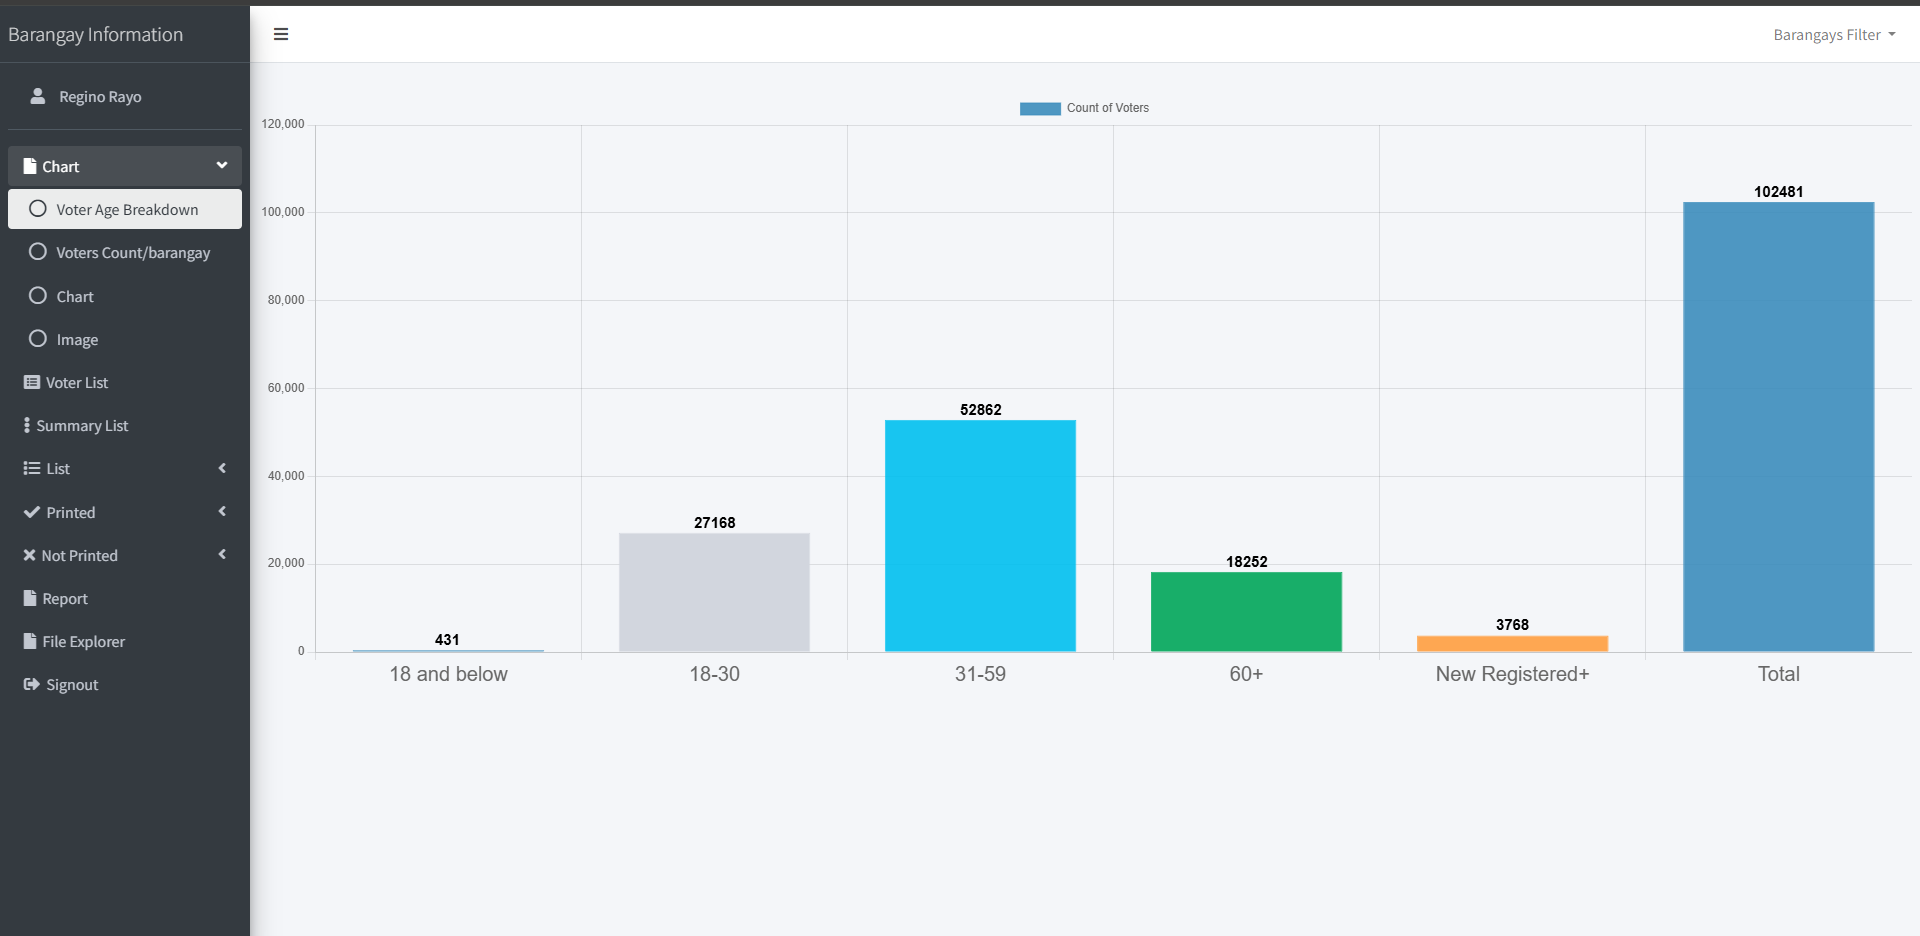 Barangay Information
Regino Rayo
Chart
Voter Age Breakdown
Voters Count/barangay
Chart
Image
Voter List
Summary List
List
Printed
Not Printed
Report
File Explorer
Signout
Barangays Filter
Count of Voters
120,000
100,000
80,000
60,000
40,000
20,000
0
431
27168
52862
18252
3768
102481
18 and below
18-30
31-59
60+
New Registered+
Total